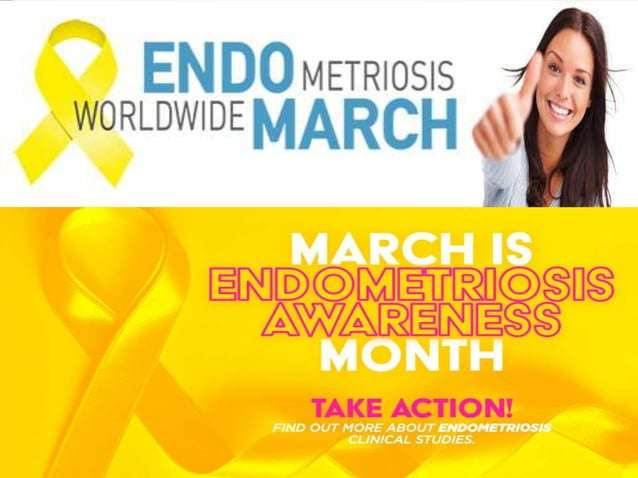 ENDO METRIOSIS
WORLDWIDE MARCH
MARCH IS
ENDOMETRIOSIS
AWARENESS
MONTH
TAKE ACTION!
FIND OUT MORE ABOUT ENDOMETRIOSIS
CLINICAL STUDIES.